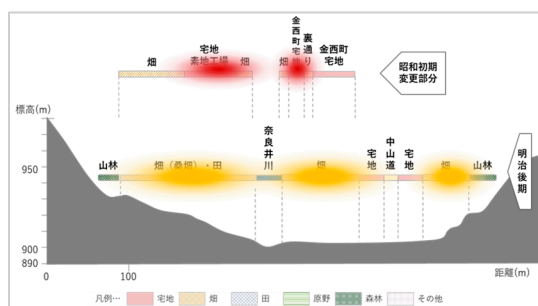 畑
宅地
素地工場
畑
畑
金西町宅地
裏通り
金西町
宅地
昭和初期
変更部分
標高(m)
950
900
890
山林
畑(桑畑)・田
奈良井川
畑
宅地
中山道
宅地
畑
山林
明治後期
0
100
距離(m)
凡例…
宅地
畑
田
原野
森林
その他